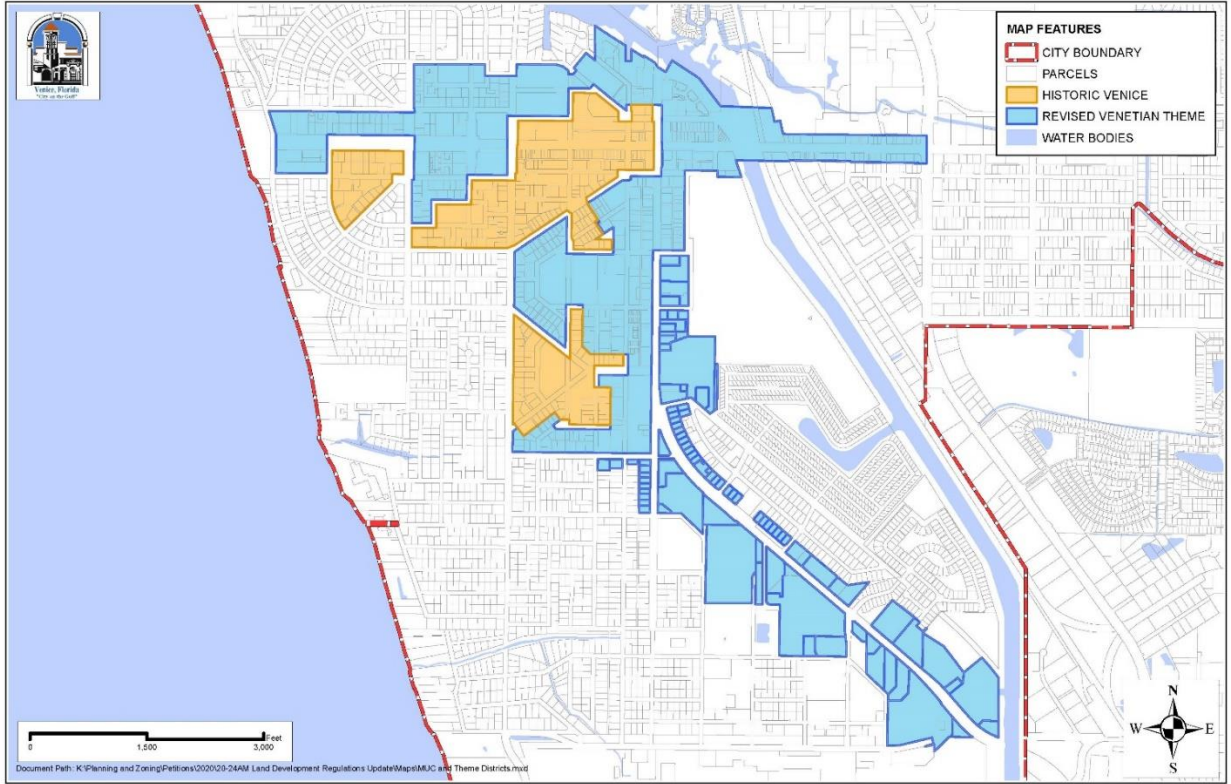 Venice, Florida
"City on the Gulf"
MAP FEATURES
CITY BOUNDARY
PARCELS
HISTORIC VENICE
REVISED VENETIAN THEME
WATER BODIES
N
W E
S
Feet
0 1,500 3,000
Document Path: K:\Planning and Zoning\Petitions\2020\20-24AM Land Development Regulations Update\Maps\MUC and Theme Districts.mxd